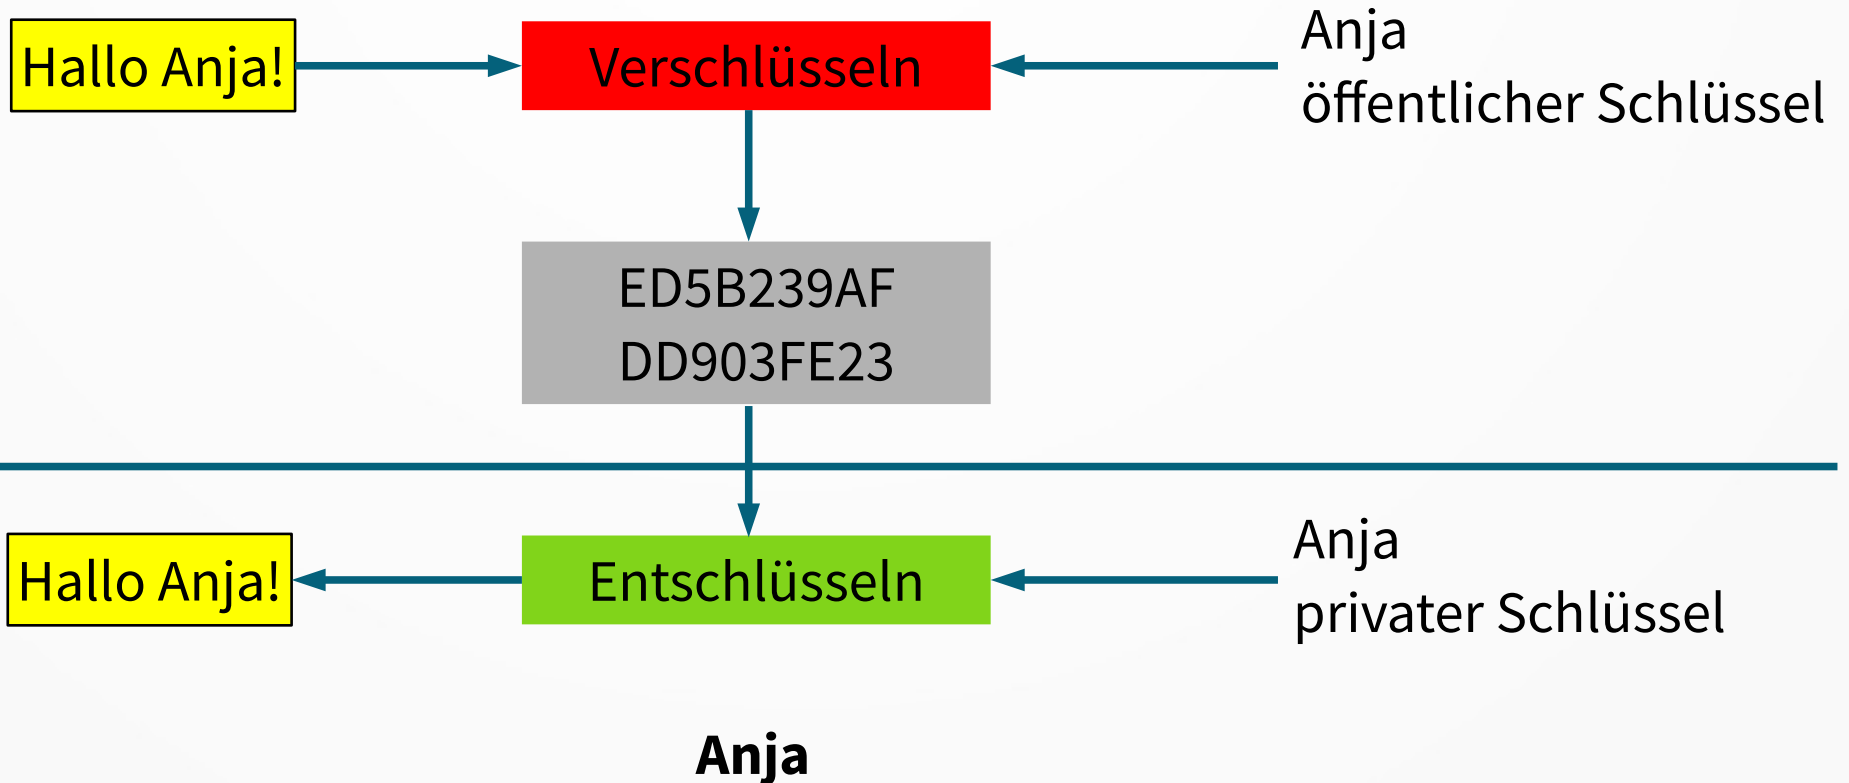 Hallo Anja!
Verschlüsseln
Anja
öffentlicher Schlüssel
ED5B239AF
DD903FE23
Hallo Anja!
Entschlüsseln
Anja
privater Schlüssel
Anja